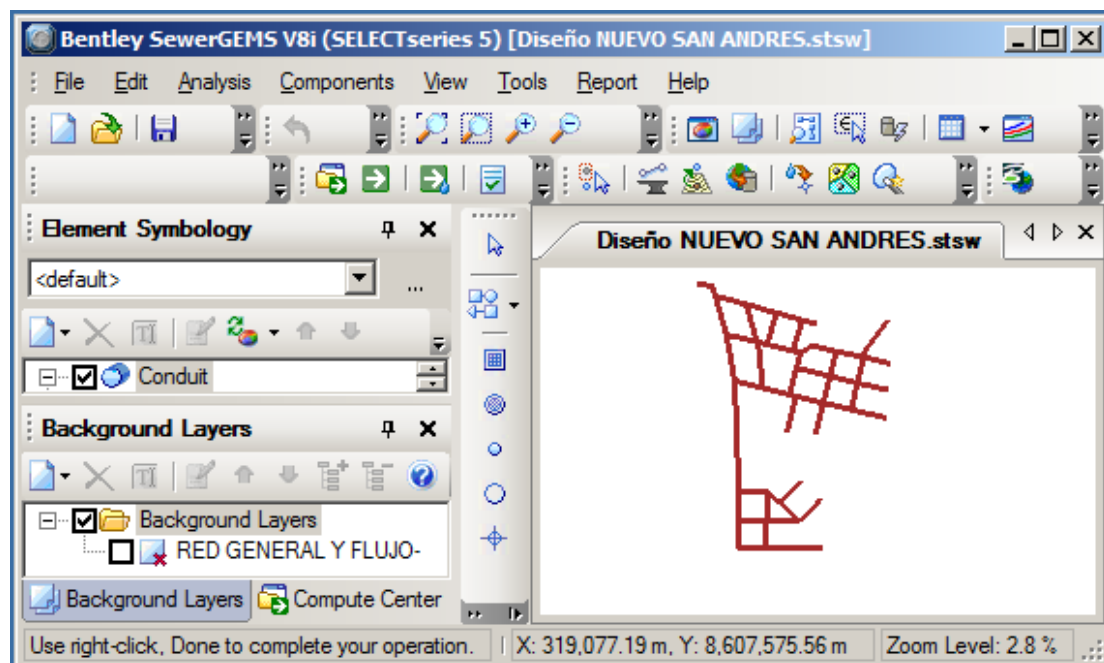 Bentley SewerGEMS V8i (SELECTseries 5) [Diseño NUEVO SAN ANDRES.stsw]
File Edit Analysis Components View Tools Report Help
Element Symbology
<default>
...
Conduit
Background Layers
Background Layers
RED GENERAL Y FLUJO-
Background Layers Compute Center
Diseño NUEVO SAN ANDRES.stsw
Use right-click, Done to complete your operation. X: 319,077.19 m, Y: 8,607,575.56 m Zoom Level: 2.8 %